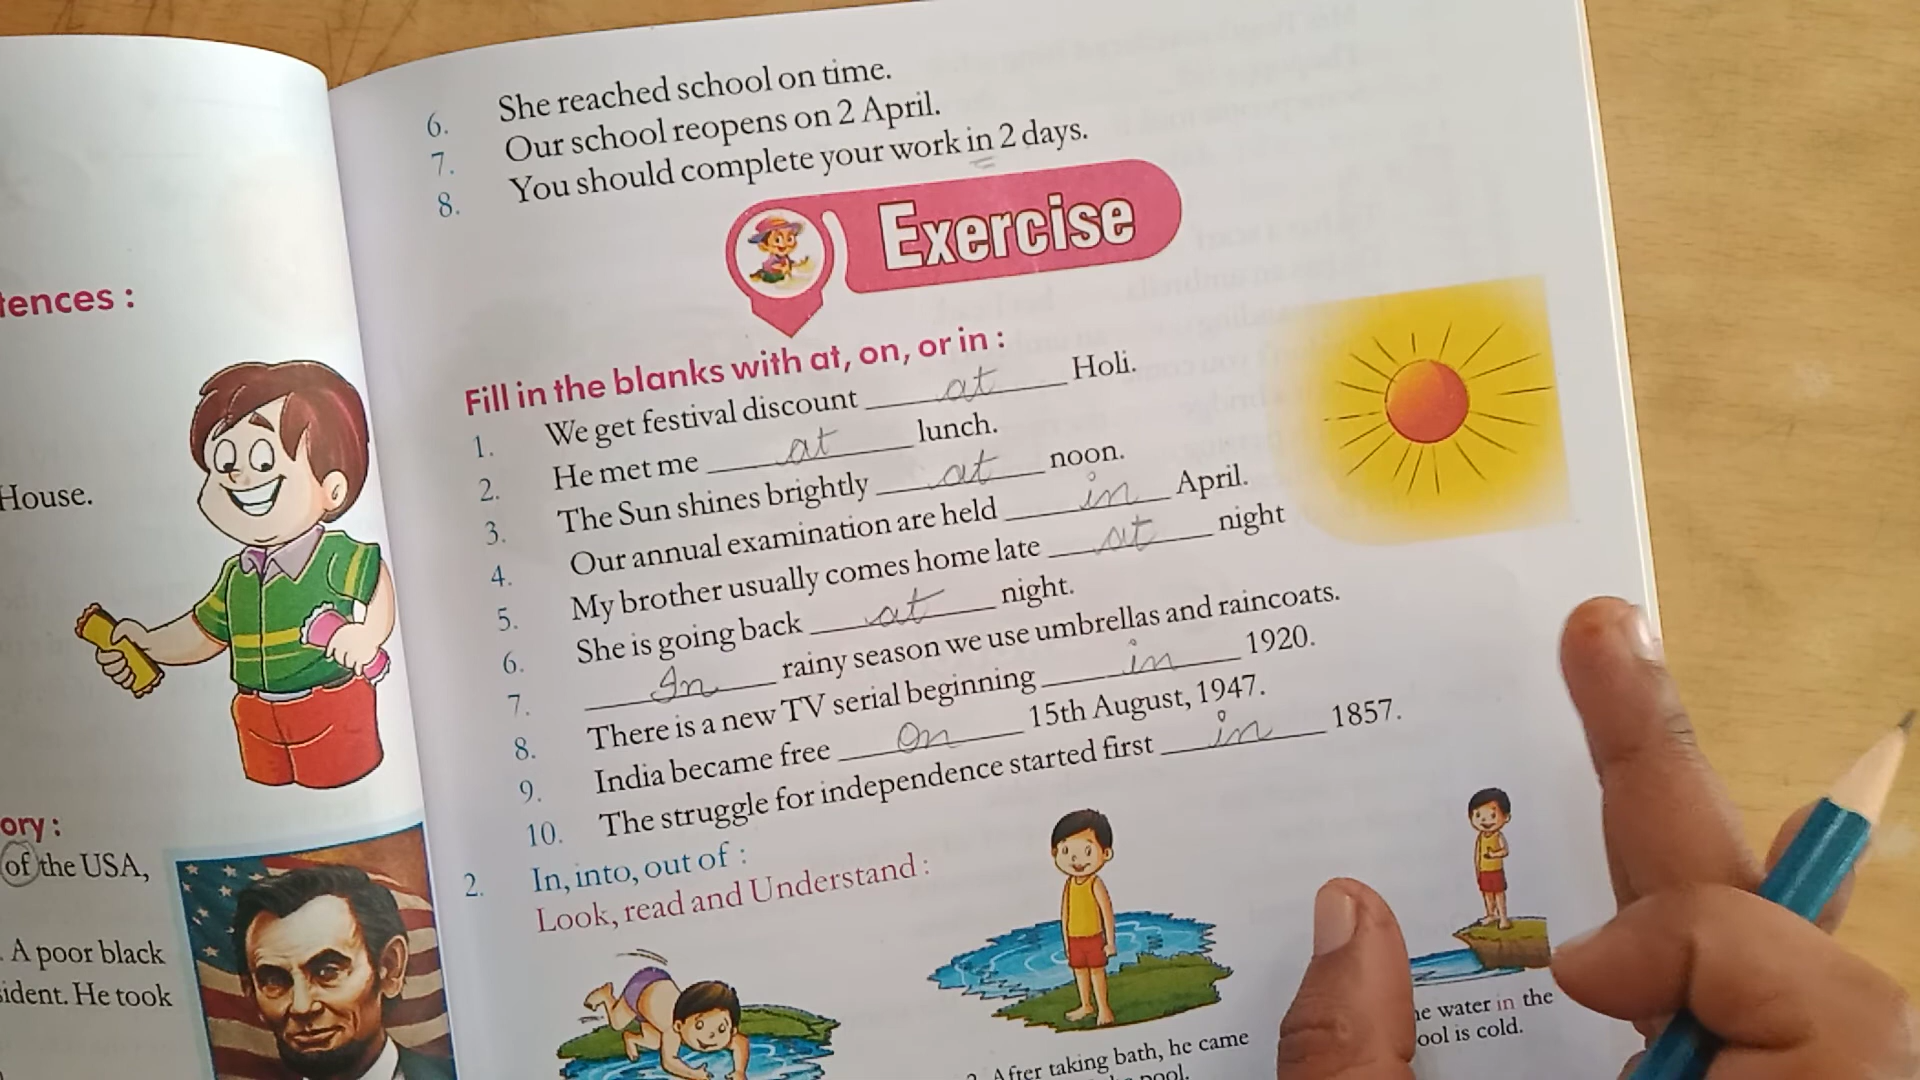 tences :
House.
ory :
of the USA,
. A poor black
sident. He took
6. She reached school on time.
7. Our school reopens on 2 April.
8. You should complete your work in 2 days.
Exercise
Fill in the blanks with at, on, or in :
1. We get festival discount at Holi.
2. He met me at lunch.
3. The Sun shines brightly at noon.
4. Our annual examination are held in April.
5. My brother usually comes home late at night
6. She is going back at night.
7. In rainy season we use umbrellas and raincoats.
8. There is a new TV serial beginning in 1920.
9. India became free on 15th August, 1947.
10. The struggle for independence started first in 1857.
2. In, into, out of :
Look, read and Understand :
After taking bath, he came
pool.
water in the
ool is cold.